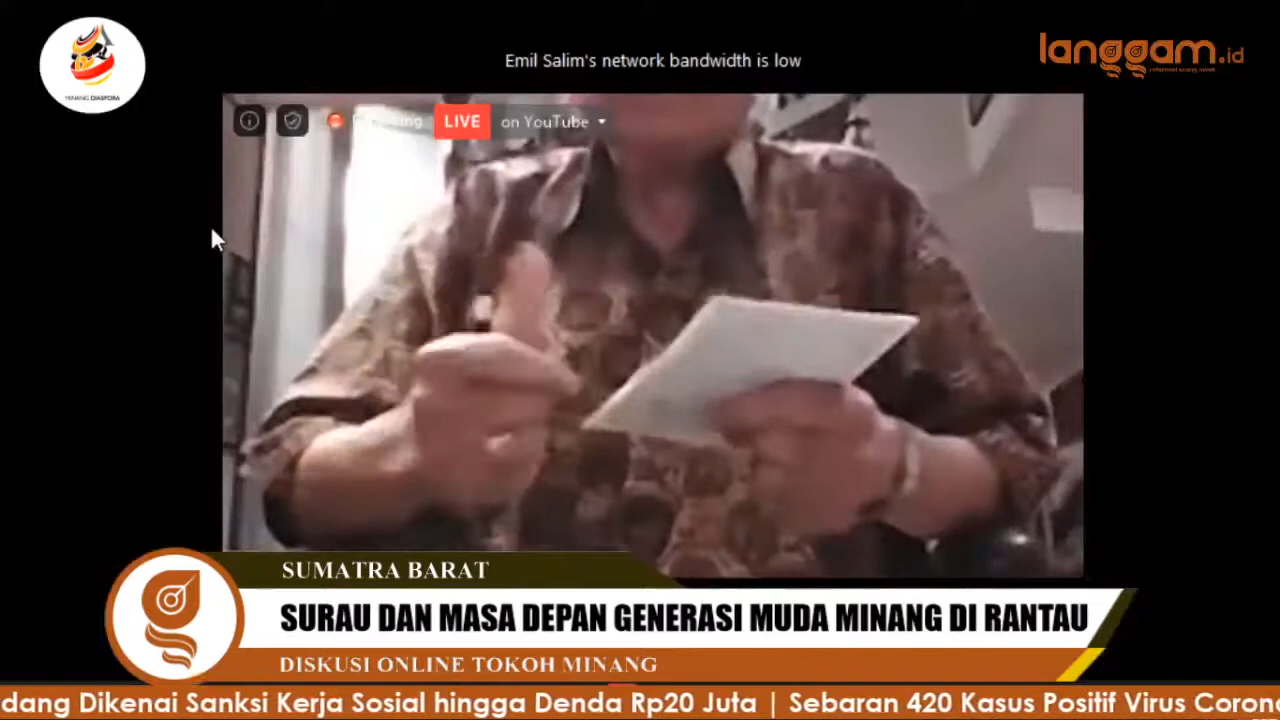 Emil Salim's network bandwidth is low
langgam.id
MINANG DIASPORA
LIVE on YouTube
SUMATRA BARAT
SURAU DAN MASA DEPAN GENERASI MUDA MINANG DI RANTAU
DISKUSI ONLINE TOKOH MINANG
dang Dikenai Sanksi Kerja Sosial hingga Denda Rp20 Juta | Sebaran 420 Kasus Positif Virus Corona